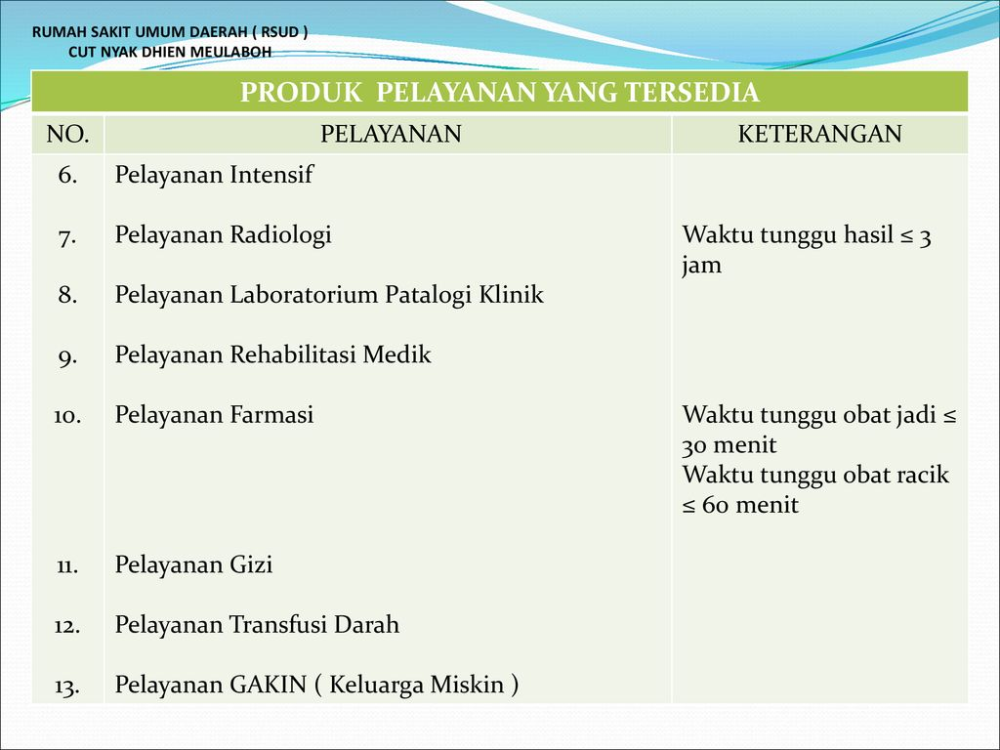 RUMAH SAKIT UMUM DAERAH ( RSUD )
CUT NYAK DHIEN MEULABOH
PRODUK PELAYANAN YANG TERSEDIA
NO. PELAYANAN KETERANGAN
6. Pelayanan Intensif
7. Pelayanan Radiologi Waktu tunggu hasil ≤ 3
jam
8. Pelayanan Laboratorium Patalogi Klinik
9. Pelayanan Rehabilitasi Medik
10. Pelayanan Farmasi Waktu tunggu obat jadi ≤
30 menit
Waktu tunggu obat racik
≤ 60 menit
11. Pelayanan Gizi
12. Pelayanan Transfusi Darah
13. Pelayanan GAKIN ( Keluarga Miskin )